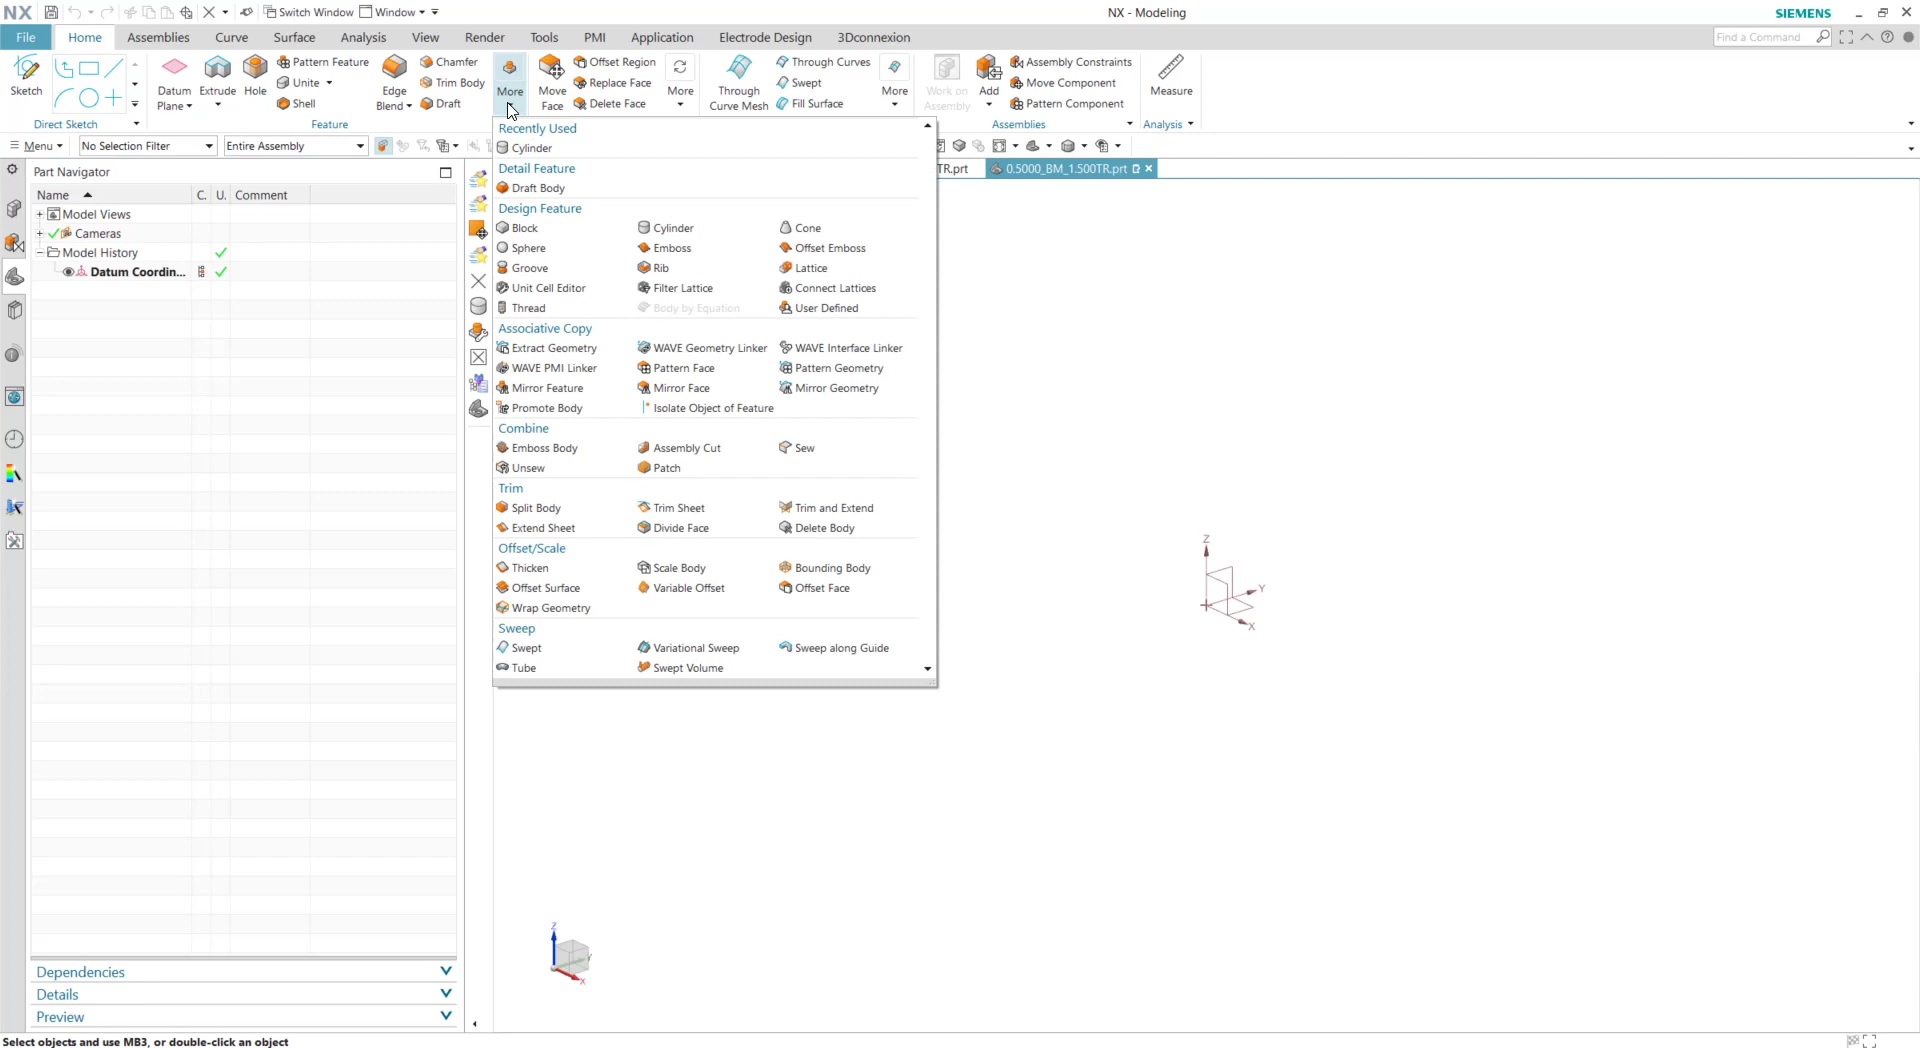 NX Switch Window Window NX - Modeling SIEMENS
File Home Assemblies Curve Surface Analysis View Render Tools PMI Application Electrode Design 3Dconnexion Find a Command
Sketch Datum Plane Extrude Hole Pattern Feature Unite Shell Edge Blend Chamfer Trim Body Draft More Move Face Offset Region Replace Face Delete Face More Through Curve Mesh Through Curves Swept Fill Surface More Work on Assembly Add Assembly Constraints Move Component Pattern Component Measure
Direct Sketch Feature Assemblies Analysis
Menu No Selection Filter Entire Assembly
Part Navigator TR.prt 0.5000_BM_1.500TR.prt
Name C. U. Comment
Model Views
Cameras
Model History
Datum Coordin...
Recently Used
Cylinder
Detail Feature
Draft Body
Design Feature
Block Cylinder Cone
Sphere Emboss Offset Emboss
Groove Rib Lattice
Unit Cell Editor Filter Lattice Connect Lattices
Thread Body by Equation User Defined
Associative Copy
Extract Geometry WAVE Geometry Linker WAVE Interface Linker
WAVE PMI Linker Pattern Face Pattern Geometry
Mirror Feature Mirror Face Mirror Geometry
Promote Body Isolate Object of Feature
Combine
Emboss Body Assembly Cut Sew
Unsew Patch
Trim
Split Body Trim Sheet Trim and Extend
Extend Sheet Divide Face Delete Body
Offset/Scale
Thicken Scale Body Bounding Body
Offset Surface Variable Offset Offset Face
Wrap Geometry
Sweep
Swept Variational Sweep Sweep along Guide
Tube Swept Volume
Z
Y
X
Z
Y
X
Dependencies
Details
Preview
Select objects and use MB3, or double-click an object